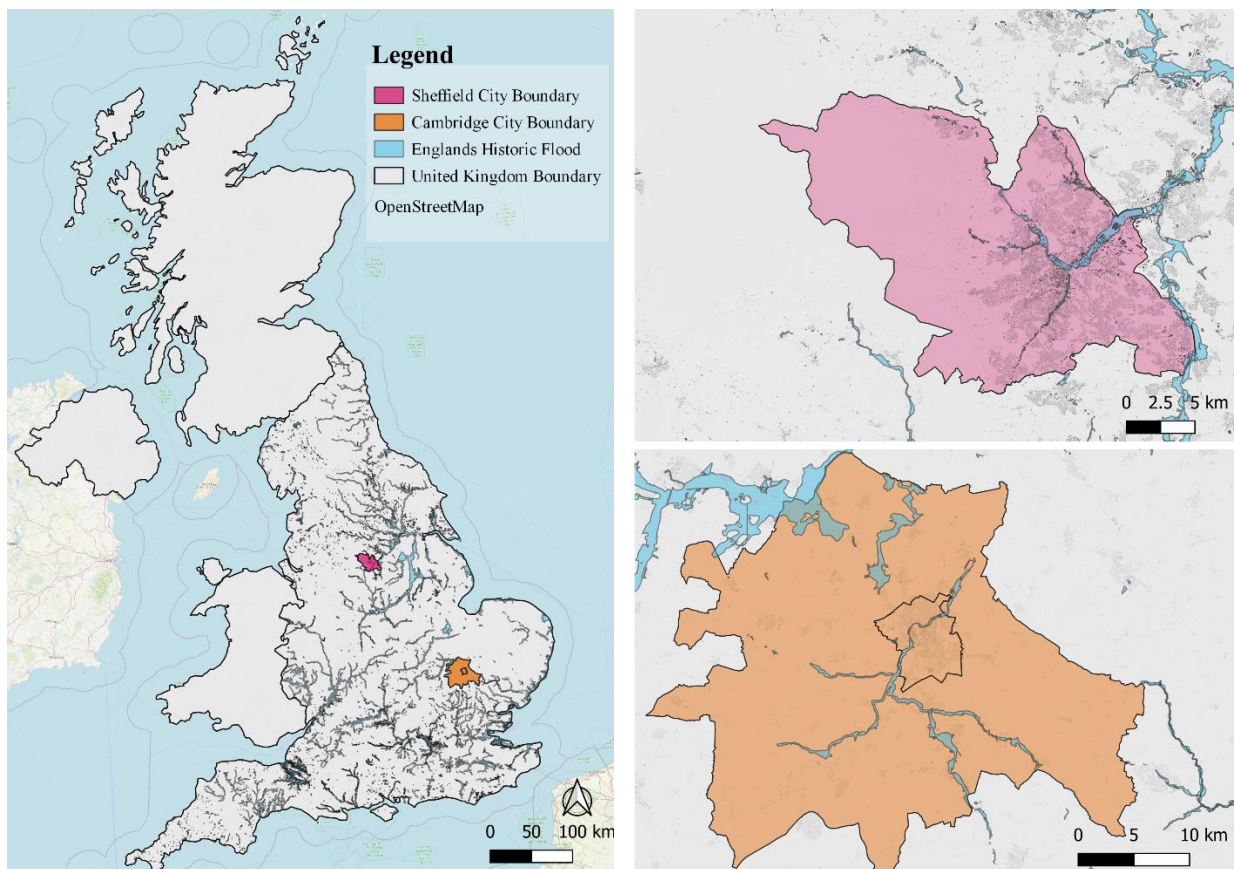 Legend
Sheffield City Boundary
Cambridge City Boundary
Englands Historic Flood
United Kingdom Boundary
OpenStreetMap
0 50 100 km
0 2.5 5 km
0 5 10 km